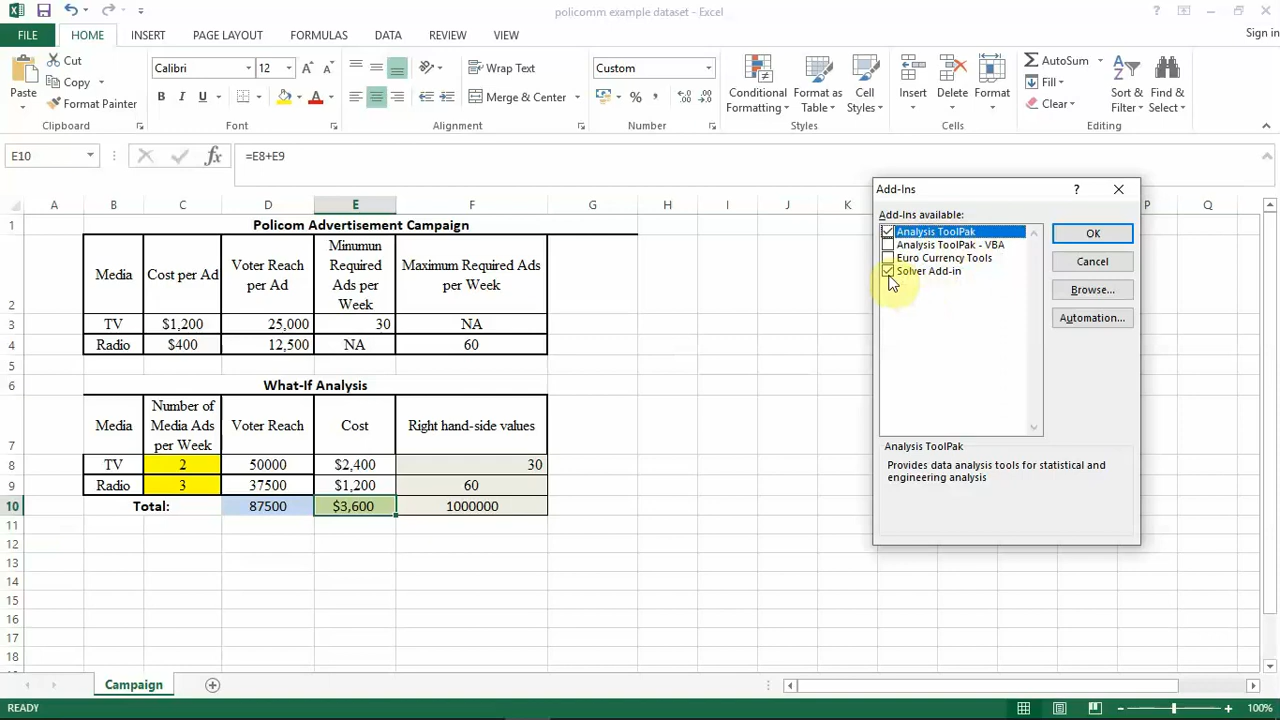 policomm example dataset - Excel
FILE HOME INSERT PAGE LAYOUT FORMULAS DATA REVIEW VIEW Sign in
Paste
Cut
Copy
Format Painter
Clipboard
Calibri 12
B I U
Font
Wrap Text
Merge & Center
Alignment
Custom
Number
Conditional
Formatting
Format as
Table
Cell
Styles
Styles
Insert
Delete
Format
Cells
AutoSum
Fill
Clear
Sort &
Filter
Find &
Select
Editing
E10 fx =E8+E9
A B C D E F G H I J K P Q
1 Policom Advertisement Campaign
Media
Cost per Ad
Voter Reach
per Ad
Minumun
Required
Ads per
Week
Maximum Required Ads
per Week
2
3 TV $1,200 25,000 30 NA
4 Radio $400 12,500 NA 60
5
6 What-If Analysis
Media
Number of
Media Ads
per Week
Voter Reach
Cost
Right hand-side values
7
8 TV 2 50000 $2,400 30
9 Radio 3 37500 $1,200 60
10 Total: 87500 $3,600 1000000
11
12
13
14
15
16
17
18
Add-Ins ?
Add-Ins available:
Analysis ToolPak
Analysis ToolPak - VBA
Euro Currency Tools
Solver Add-in
OK
Cancel
Browse...
Automation...
Analysis ToolPak
Provides data analysis tools for statistical and
engineering analysis
Campaign
READY 100%